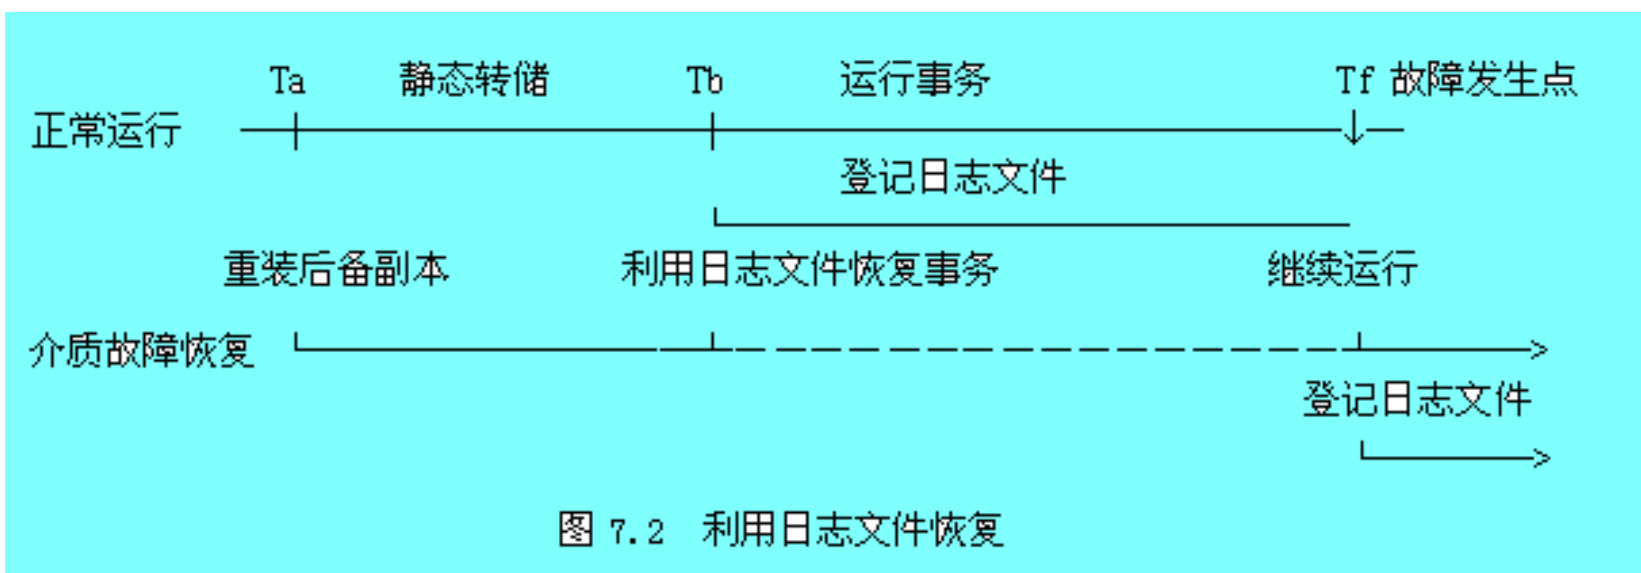 Ta 静态转储 Tb 运行事务 Tf 故障发生点
正常运行
登记日志文件
重装后备副本 利用日志文件恢复事务 继续运行
介质故障恢复
登记日志文件
图 7.2 利用日志文件恢复